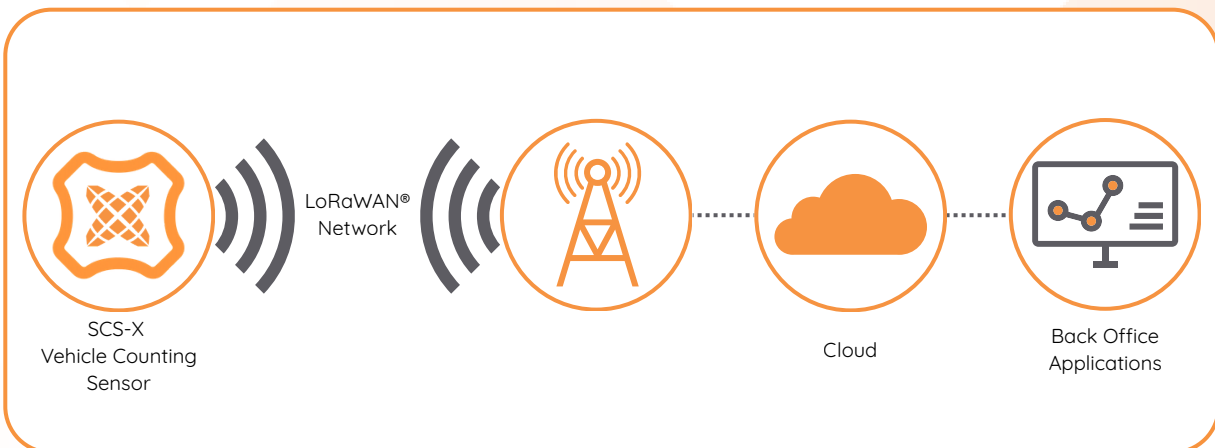 LoRaWAN®
Network
SCS-X
Vehicle Counting
Sensor
Cloud
Back Office
Applications